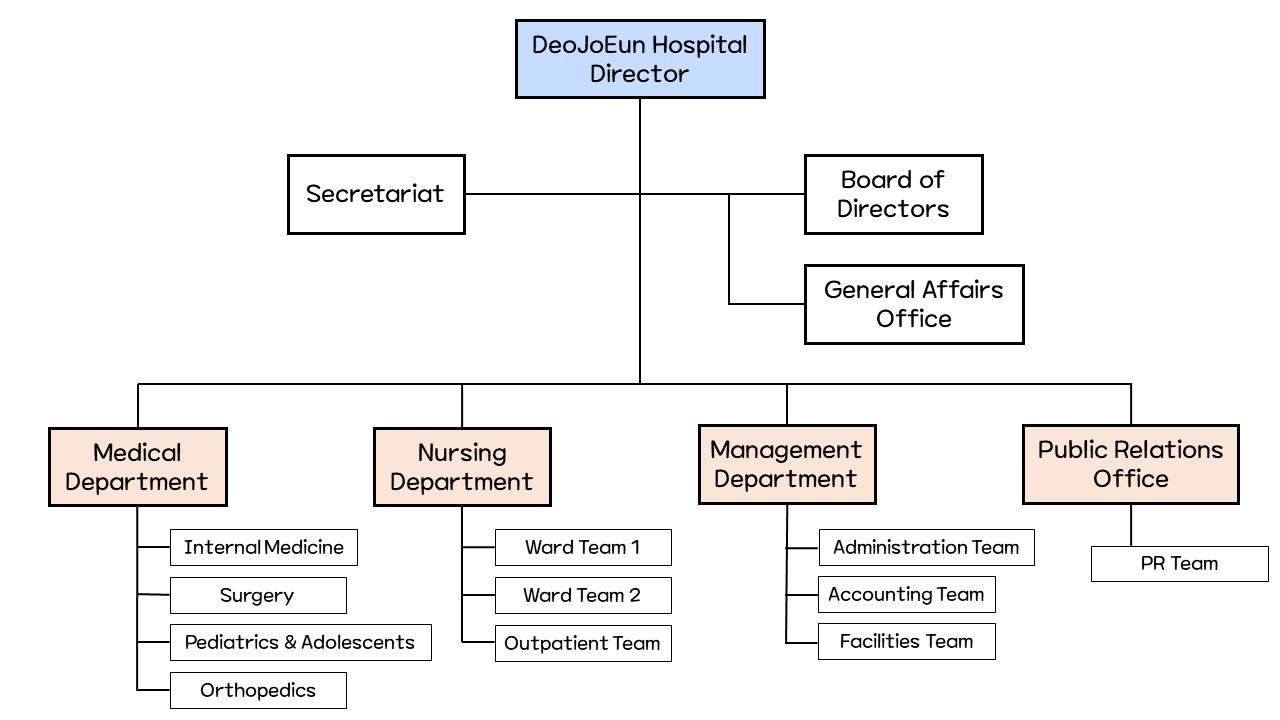 DeoJoEun Hospital
Director
Secretariat
Board of
Directors
General Affairs
Office
Medical
Department
Nursing
Department
Management
Department
Public Relations
Office
Internal Medicine
Surgery
Pediatrics & Adolescents
Orthopedics
Ward Team 1
Ward Team 2
Outpatient Team
Administration Team
Accounting Team
Facilities Team
PR Team